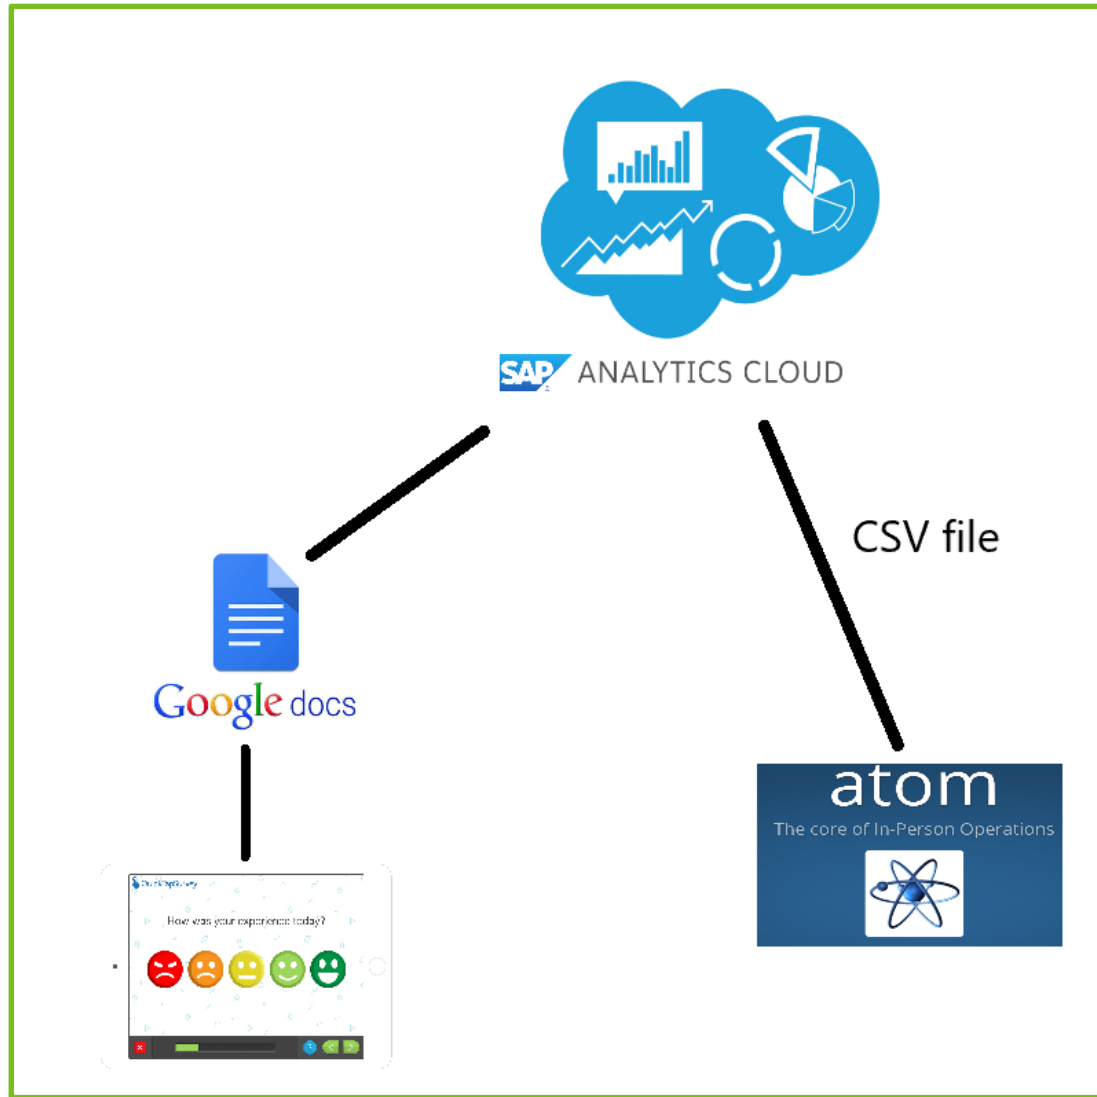 SAP ANALYTICS CLOUD
CSV file
Google docs
atom
The core of In-Person Operations
QuickTapSurvey
How was your experience today?